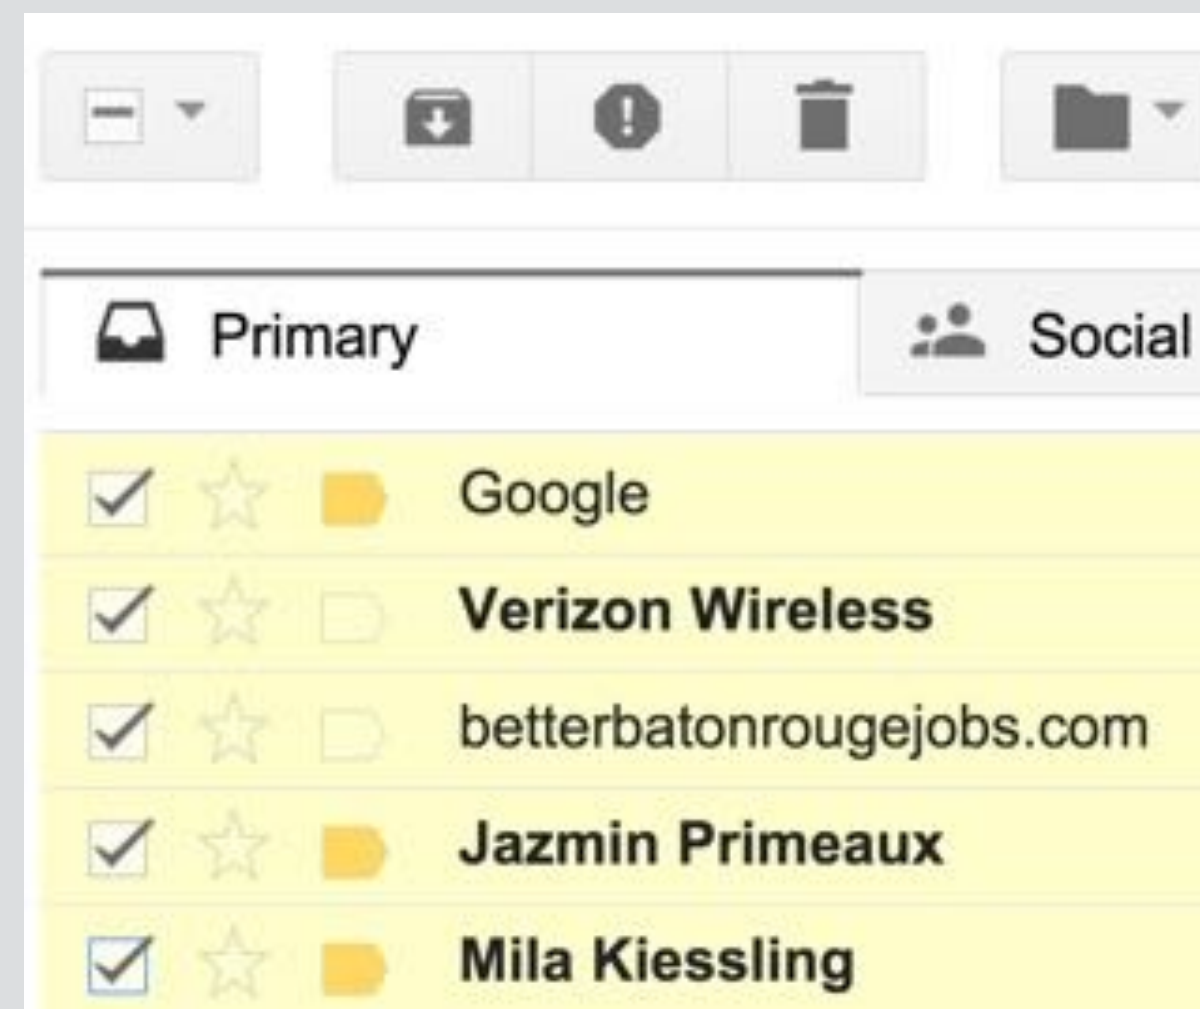 Primary
Social
Google
Verizon Wireless
betterbatonrougejobs.com
Jazmin Primeaux
Mila Kiessling